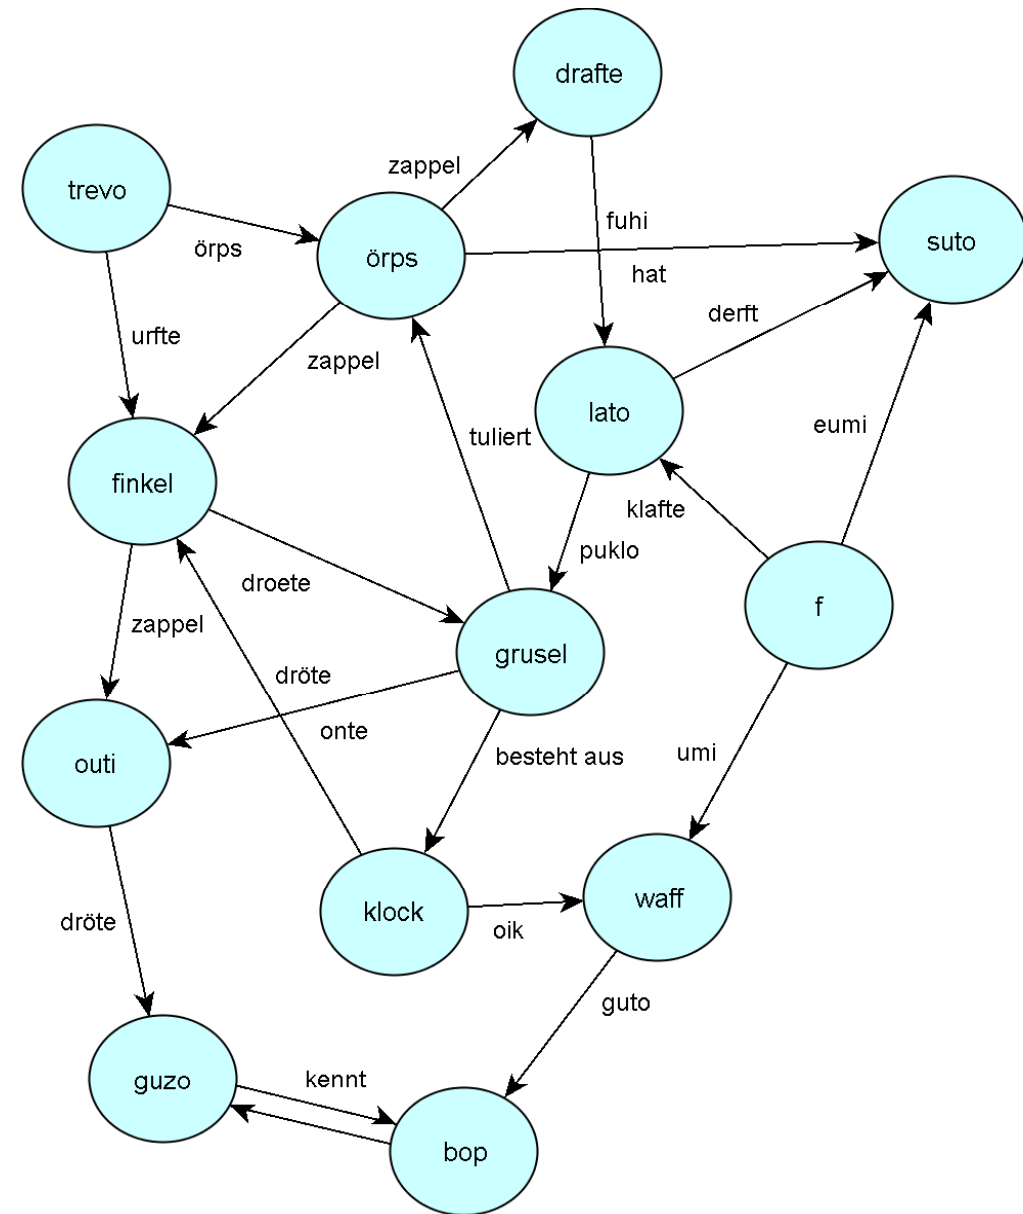 drafte
zappel
trevo
fuhi
örps
suto
örps
hat
derft
urfte
zappel
lato
eumi
tuliert
finkel
klafte
puklo
droete
f
zappel
grusel
dröte
onte
umi
besteht aus
outi
waff
klock
dröte
oik
guto
kennt
guzo
bop